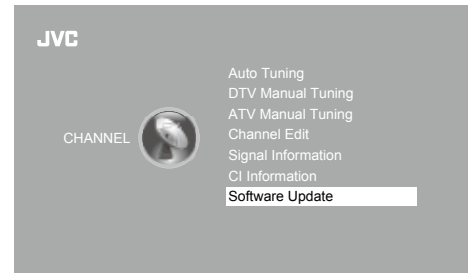 JVC
CHANNEL
Auto Tuning
DTV Manual Tuning
ATV Manual Tuning
Channel Edit
Signal Information
CI Information
Software Update